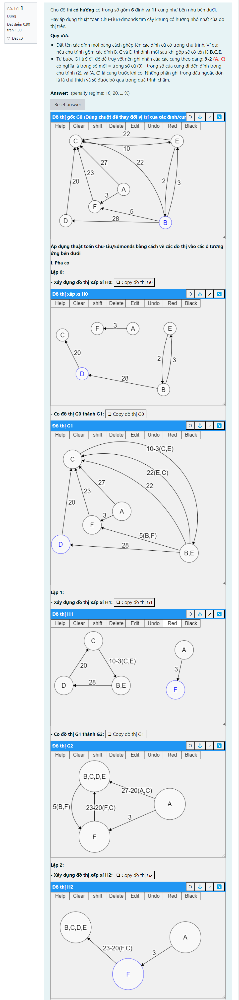 Câu hỏi 1
Đúng
Đạt điểm 0,90
trên 1,00
Đặt cờ
Cho đồ thị có hướng có trọng số gồm 6 đỉnh và 11 cung như bên như bên dưới.
Hãy áp dụng thuật toán Chu-Liu/Edmonds tìm cây khung có hướng nhỏ nhất của đồ
thị trên.
Quy ước
Đặt tên các đỉnh mới bằng cách ghép tên các đỉnh cũ có trong chu trình. Ví dụ:
nếu chu trình gồm các đỉnh B, C và E, thì đỉnh mới sau khi gộp sẽ có tên là B,C,E.
Từ bước G1 trở đi, để dễ truy vết nên ghi nhãn của các cung theo dạng: 9-2 (A, C)
có nghĩa là trọng số mới = trọng số cũ (9) - trọng số của cung đi đến đỉnh trong
chu trình (2), và (A, C) là cung trước khi co. Những phần ghi trong dấu ngoặc đơn
là là chú thích và sẽ được bỏ qua trong quá trình chấm.
Answer: (penalty regime: 10, 20, ... %)
Reset answer
Đồ thị gốc G0 (Dùng chuột để thay đổi vị trí của các đỉnh/cur
Help Clear shift Delete Edit Undo Red Black
22
C E
10
27 22
23
20 2 3
A
3
F
5
D 28 B
Áp dụng thuật toán Chu-Liu/Edmonds bằng cách vẽ các đồ thị vào các ô tương
ứng bên dưới
I. Pha co
Lặp 0:
- Xây dựng đồ thị xấp xỉ H0: Copy đồ thị G0
Đồ thị xấp xỉ H0
Help Clear shift Delete Edit Undo Red Black
F 3 A E
C
20
2 3
D
28
B
- Co đồ thị G0 thành G1: Copy đồ thị G0
Đồ thị G1
Help Clear shift Delete Edit Undo Red Black
10-3(C,E)
C
22(E,C)
27 22
23
20
A
3
F
5(B,F)
D 28
B,E
Lặp 1:
- Xây dựng đồ thị xấp xỉ H1: Copy đồ thị G1
Đồ thị H1
Help Clear shift Delete Edit Undo Red Black
C
A
10-3(C,E)
20
3
28
D B,E
F
- Co đồ thị G1 thành G2: Copy đồ thị G1
Đồ thị G2
Help Clear shift Delete Edit Undo Red Black
B,C,D,E
27-20(A,C)
A
5(B,F) 23-20(F,C)
3
F
Lặp 2:
- Xây dựng đồ thị xấp xỉ H2: Copy đồ thị G2
Đồ thị H2
Help Clear shift Delete Edit Undo Red Black
B,C,D,E
A
23-20(F,C)
3
F